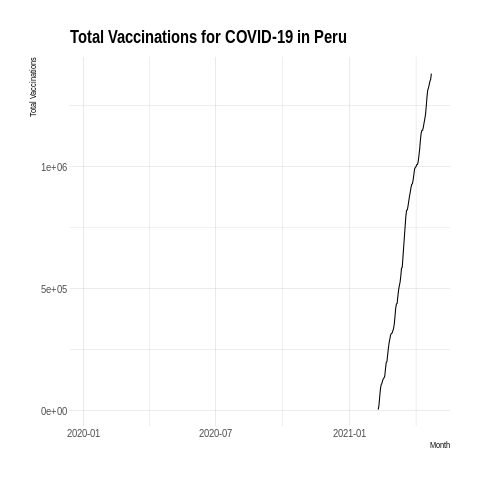 Total Vaccinations for COVID-19 in Peru
Total Vaccinations
1e+06
5e+05
0e+00
2020-01 2020-07 2021-01
Month